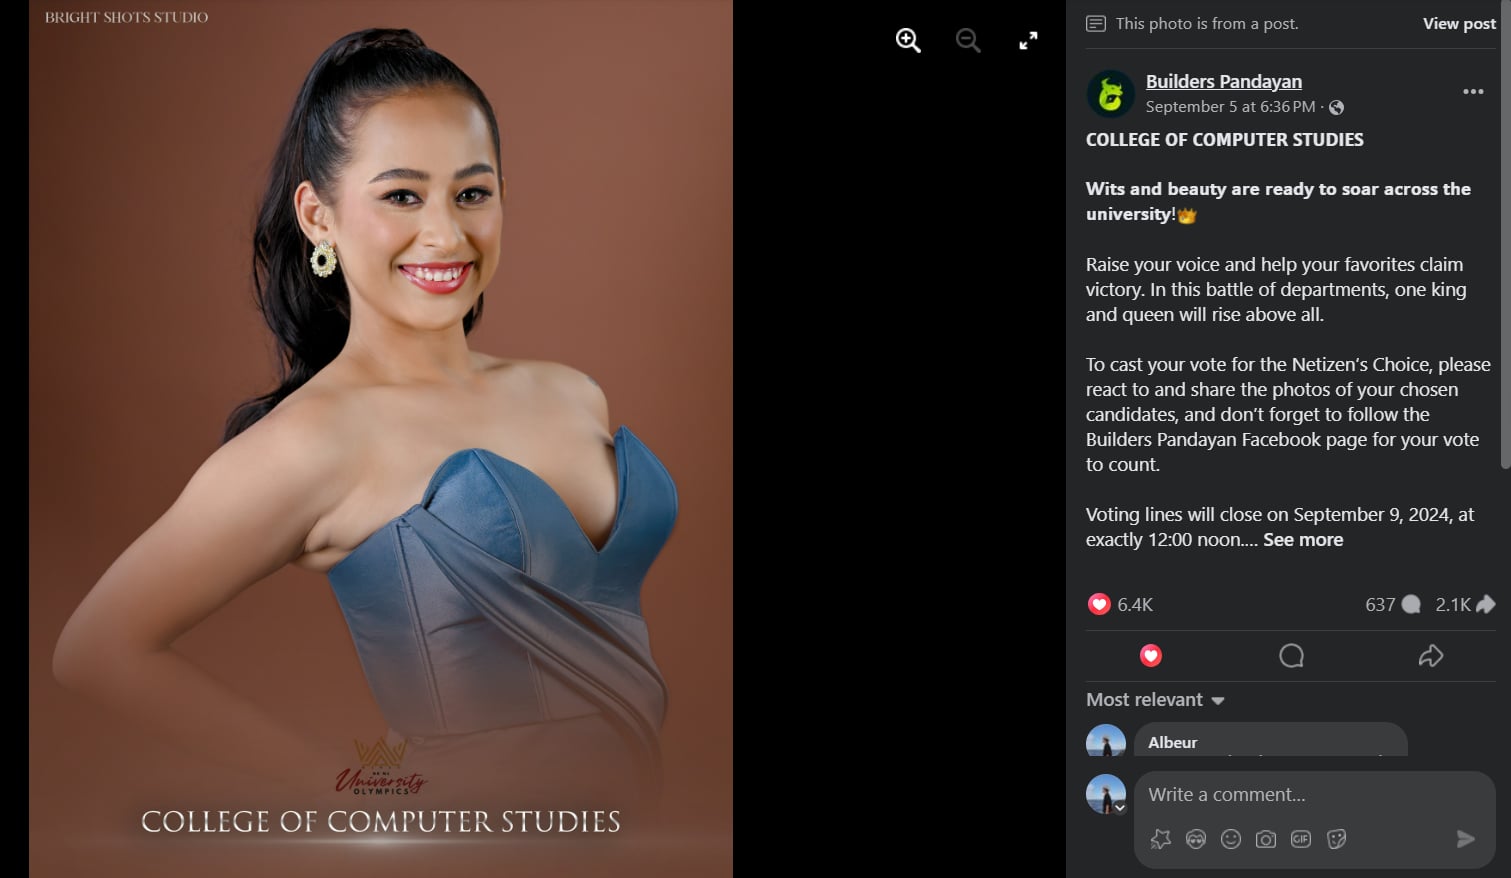 BRIGHT SHOTS STUDIO
University
OLYMPICS
COLLEGE OF COMPUTER STUDIES
This photo is from a post.
View post
Builders Pandayan
September 5 at 6:36 PM ·
COLLEGE OF COMPUTER STUDIES
Wits and beauty are ready to soar across the
university!
Raise your voice and help your favorites claim
victory. In this battle of departments, one king
and queen will rise above all.
To cast your vote for the Netizen's Choice, please
react to and share the photos of your chosen
candidates, and don't forget to follow the
Builders Pandayan Facebook page for your vote
to count.
Voting lines will close on September 9, 2024, at
exactly 12:00 noon.... See more
6.4K
637
2.1K
Most relevant
Albeur
Write a comment...
GIF